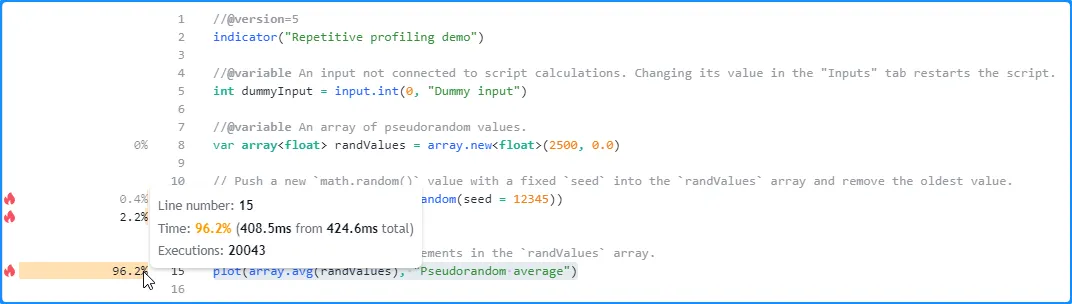 1 //@version=5
2 indicator("Repetitive profiling demo")
3
4 //@variable An input not connected to script calculations. Changing its value in the "Inputs" tab restarts the script.
5 int dummyInput = input.int(0, "Dummy input")
6
7 //@variable An array of pseudorandom values.
0% 8 var array<float> randValues = array.new<float>(2500, 0.0)
10 // Push a new `math.random()` value with a fixed `seed` into the `randValues` array and remove the oldest value.
0.4% andom(seed = 12345))
2.2%
Line number: 15
Time: 96.2% (408.5ms from 424.6ms total)
Executions: 20043
ements in the `randValues` array.
96.2% 15 plot(array.avg(randValues), "Pseudorandom average")
16